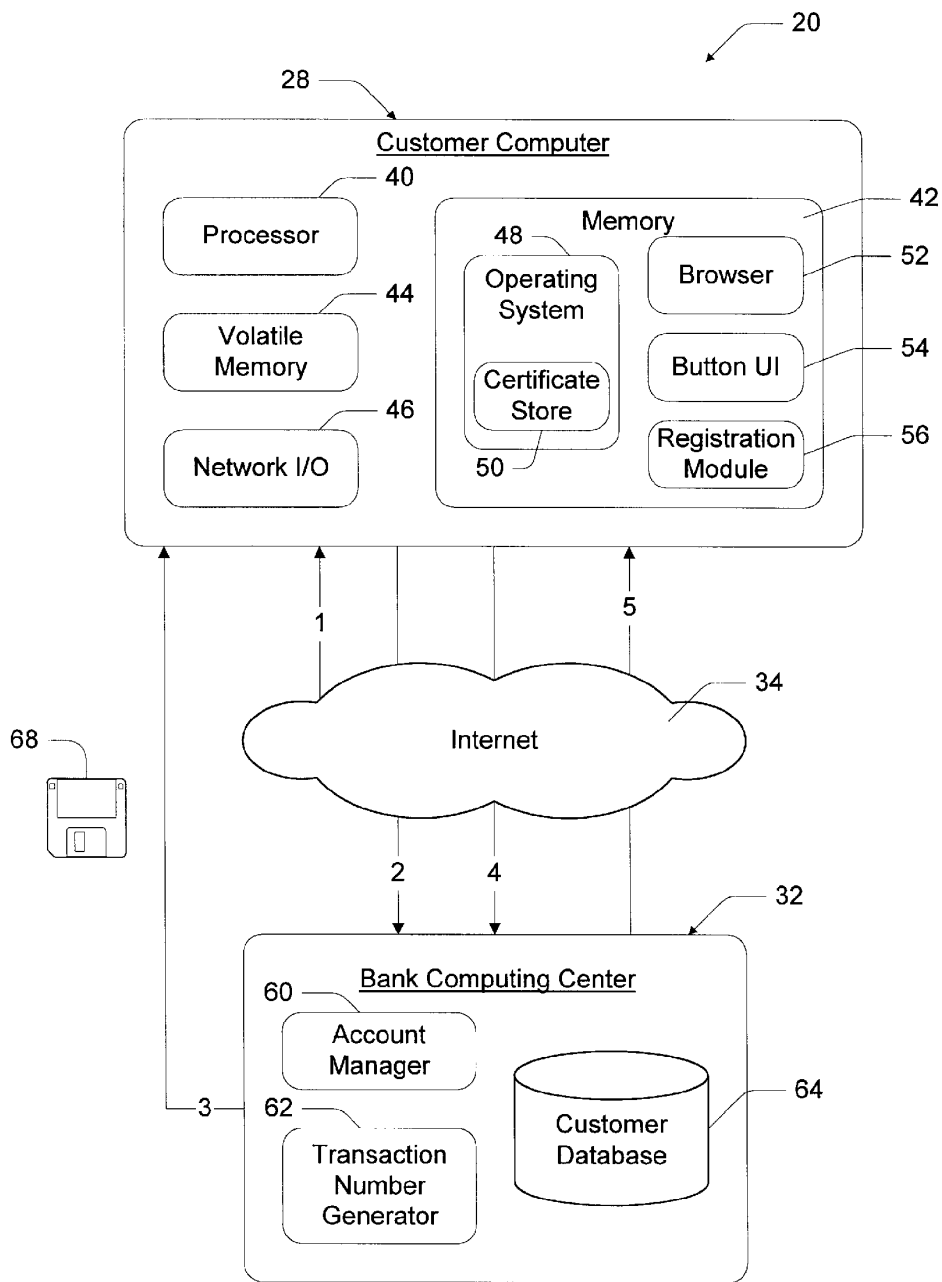 20
28
Customer Computer
40
Processor
44
Volatile
Memory
46
Network I/O
42
Memory
48
Operating
System
Certificate
Store
50
Browser
52
Button UI
54
Registration
Module
56
1
5
34
Internet
68
2
4
32
3
Bank Computing Center
60
Account
Manager
62
Transaction
Number
Generator
Customer
Database
64